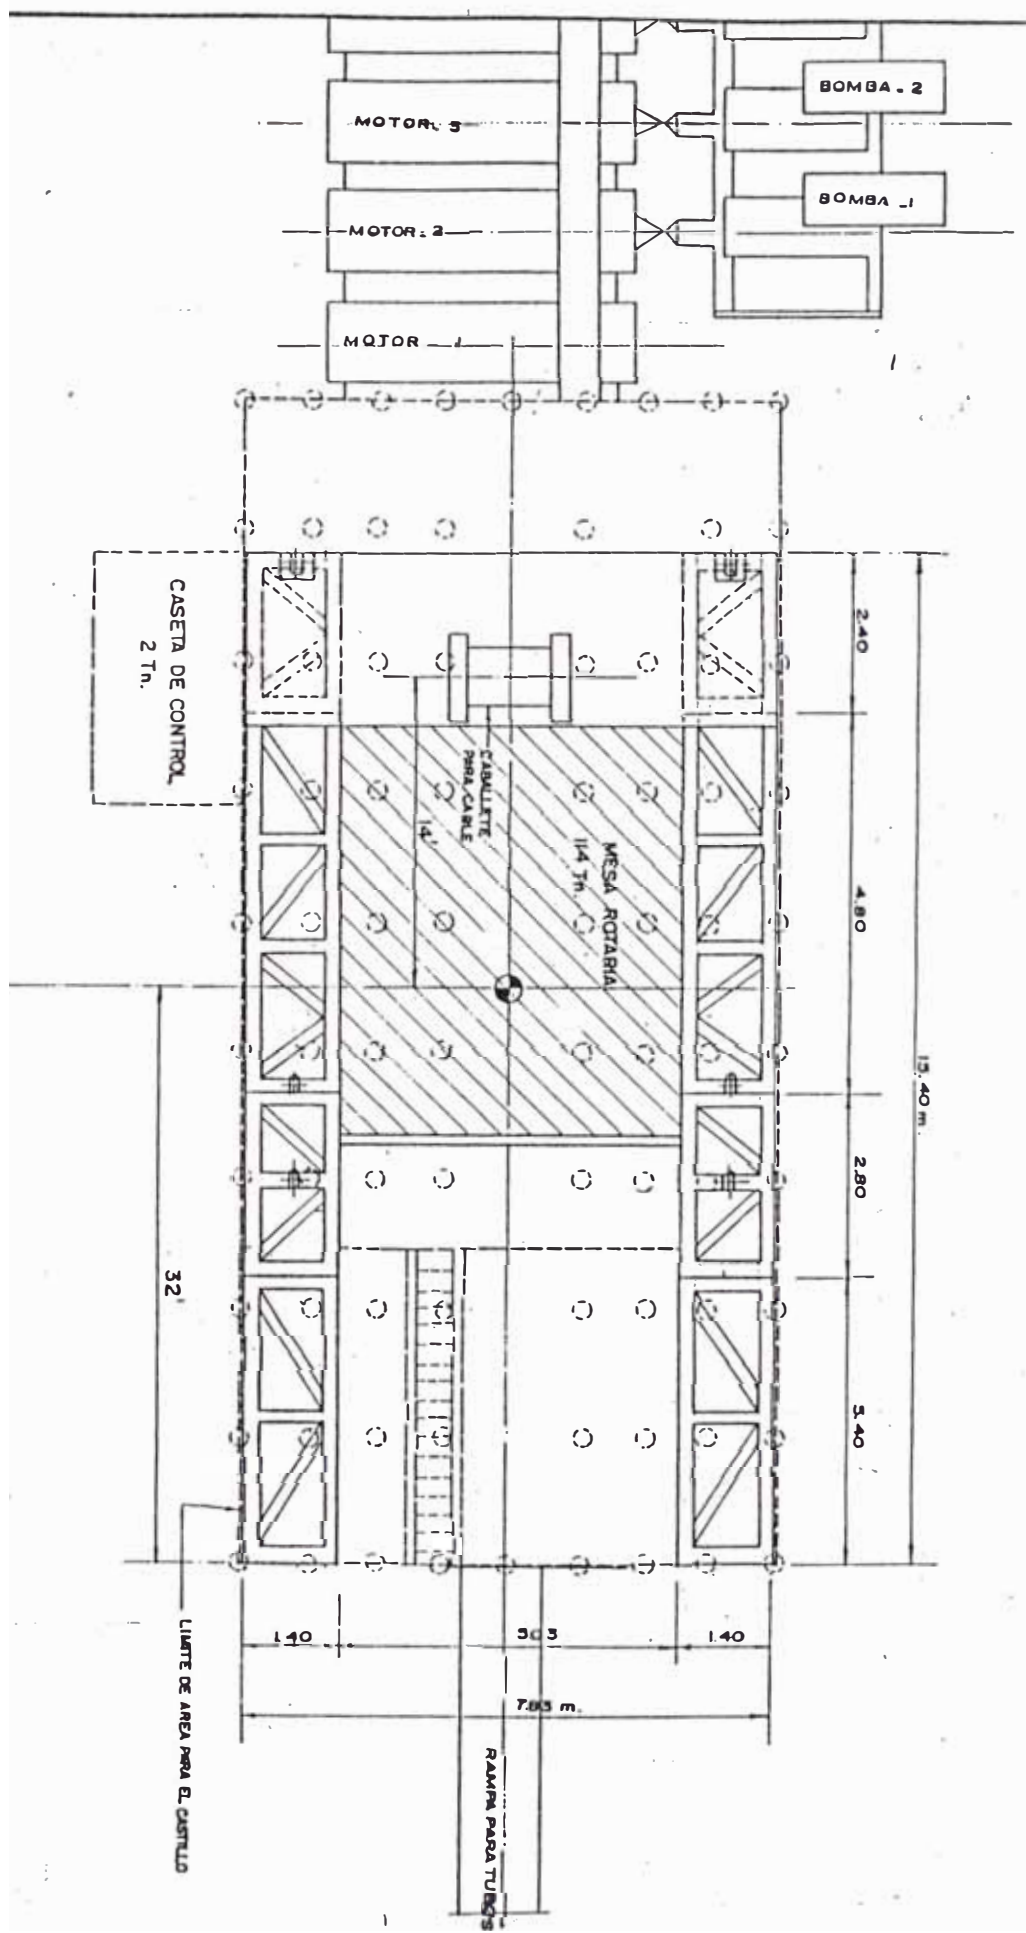 BOMBA - 2
MOTOR. 3
BOMBA - 1
MOTOR. 2
MOTOR 1
CASETA DE CONTROL
2 Tn.
2.40
CABALLETE
PARA CABLE
14'
MESA ROTARIA
114 Tn.
4.80
15.40 m.
2.80
32'
5.40
LIMITE DE AREA PARA EL CASTILLO
1.40
5.03
1.40
7.83 m.
RAMPA PARA TUBOS